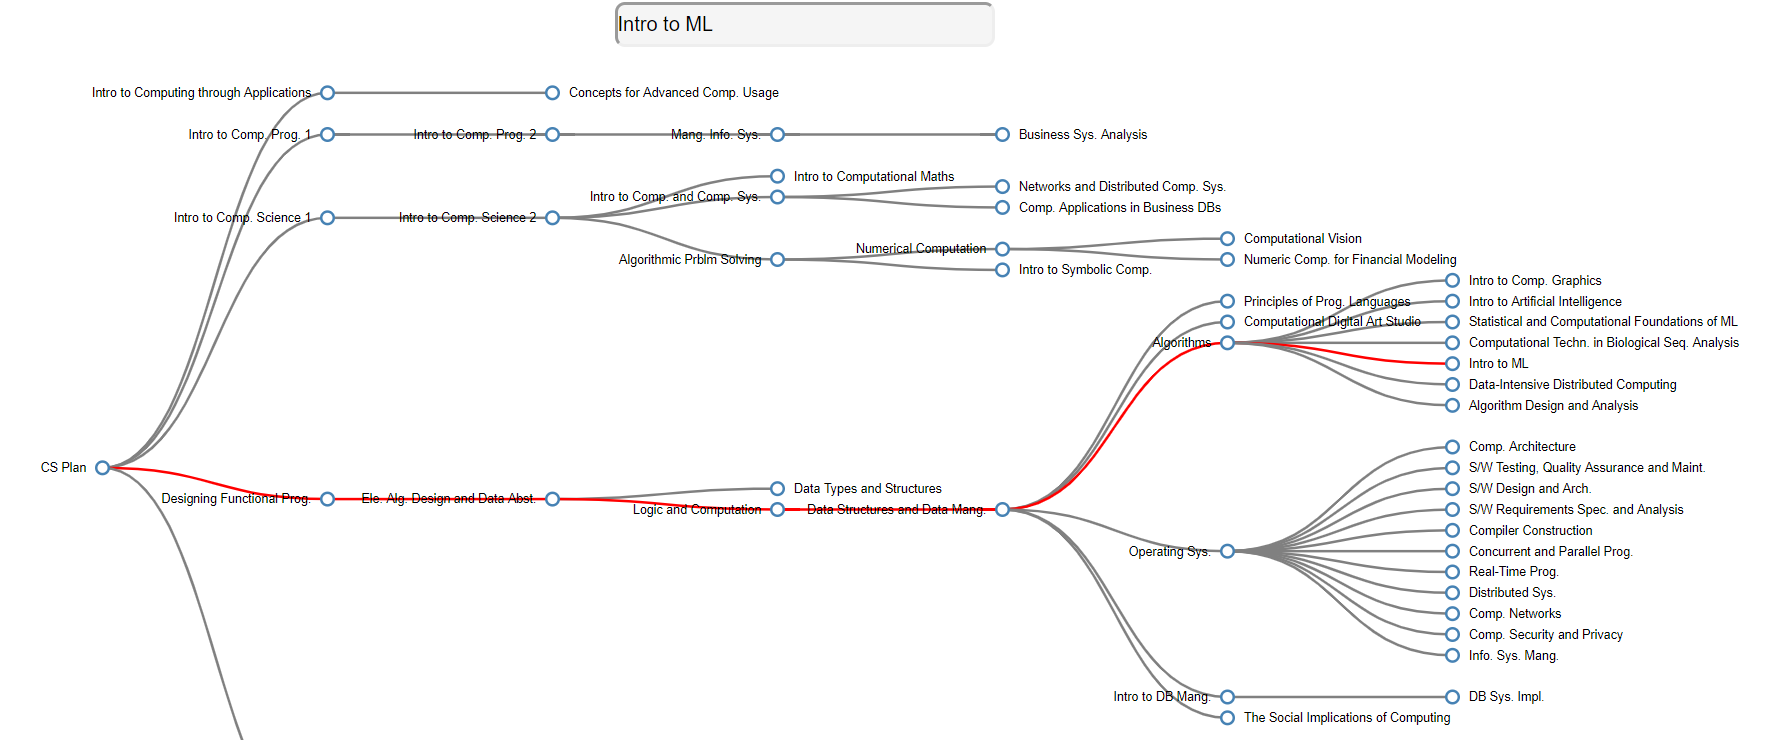 Intro to ML
Intro to Computing through Applications
Concepts for Advanced Comp. Usage
Intro to Comp. Prog. 1
Intro to Comp. Prog. 2
Mang. Info. Sys.
Business Sys. Analysis
Intro to Computational Maths
Intro to Comp. and Comp. Sys.
Networks and Distributed Comp. Sys.
Comp. Applications in Business DBs
Intro to Comp. Science 1
Intro to Comp. Science 2
Algorithmic Prblm Solving
Numerical Computation
Intro to Symbolic Comp.
Computational Vision
Numeric Comp. for Financial Modeling
Principles of Prog. Languages
Computational Digital Art Studio
Algorithms
Intro to Comp. Graphics
Intro to Artificial Intelligence
Statistical and Computational Foundations of ML
Computational Techn. in Biological Seq. Analysis
Intro to ML
Data-Intensive Distributed Computing
Algorithm Design and Analysis
CS Plan
Designing Functional Prog.
Ele. Alg. Design and Data Abst.
Data Types and Structures
Logic and Computation
Data Structures and Data Mang.
Operating Sys.
Comp. Architecture
S/W Testing, Quality Assurance and Maint.
S/W Design and Arch.
S/W Requirements Spec. and Analysis
Compiler Construction
Concurrent and Parallel Prog.
Real-Time Prog.
Distributed Sys.
Comp. Networks
Comp. Security and Privacy
Info. Sys. Mang.
Intro to DB Mang.
DB Sys. Impl.
The Social Implications of Computing